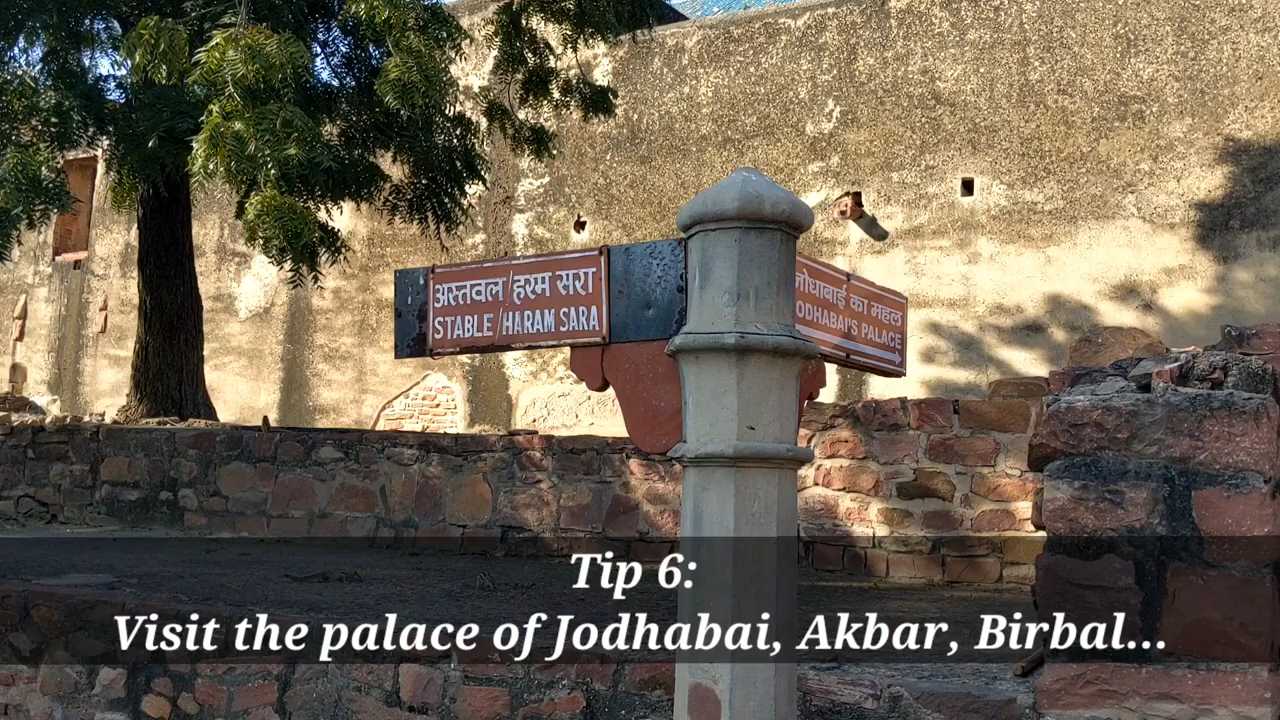 अस्तवल/हरम सरा
STABLE/HARAM SARA
जोधाबाई का महल
JODHABAI'S PALACE
Tip 6:
Visit the palace of Jodhabai, Akbar, Birbal...